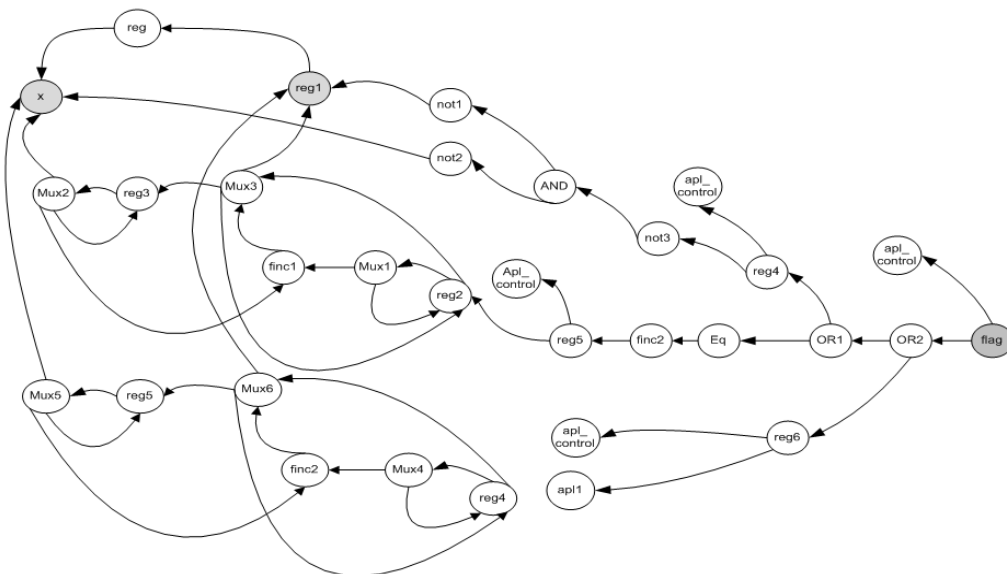 reg
x
reg1
not1
not2
AND
apl_
control
Mux2
reg3
Mux3
not3
apl_
control
finc1
Mux1
reg2
Apl_
control
reg4
reg5
finc2
Eq
OR1
OR2
flag
Mux5
reg5
Mux6
apl_
control
reg6
finc2
Mux4
reg4
apl1